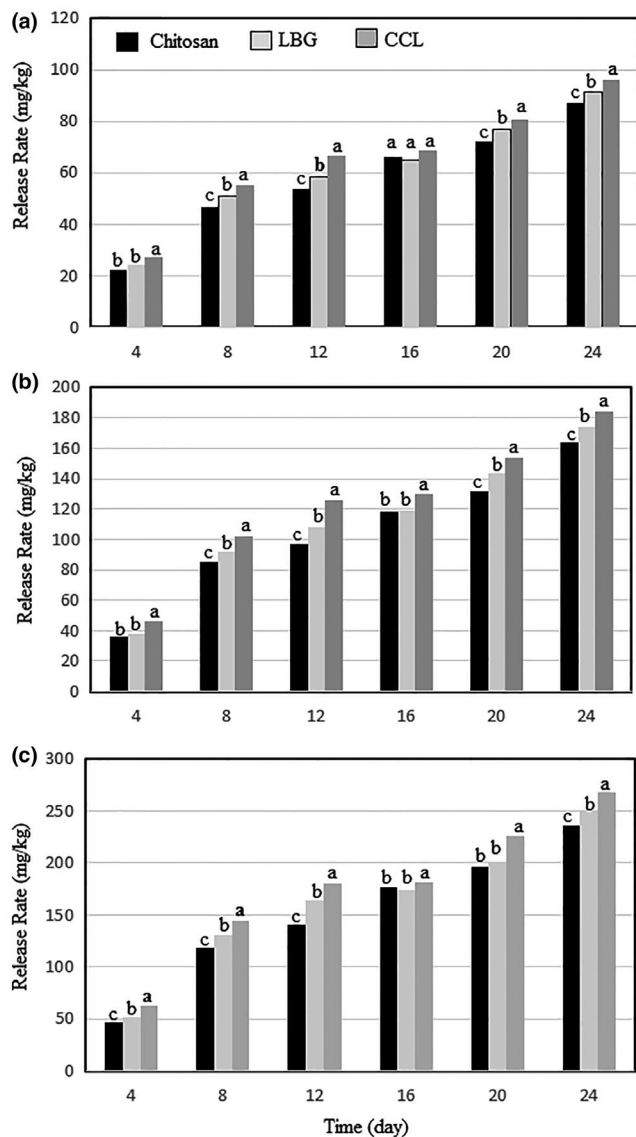 (a)
Chitosan LBG CCL
Release Rate (mg/kg)
120
100
80
60
40
20
0
b b a
c b a
c b a
a a a
c b a
c b a
4 8 12 16 20 24
(b)
Release Rate (mg/kg)
200
180
160
140
120
100
80
60
40
20
0
b b a
c b a
c b a
b b a
c b a
c b a
4 8 12 16 20 24
(c)
Release Rate (mg/kg)
300
250
200
150
100
50
0
c b a
c b a
c b a
b b a
b b a
c b a
4 8 12 16 20 24
Time (day)